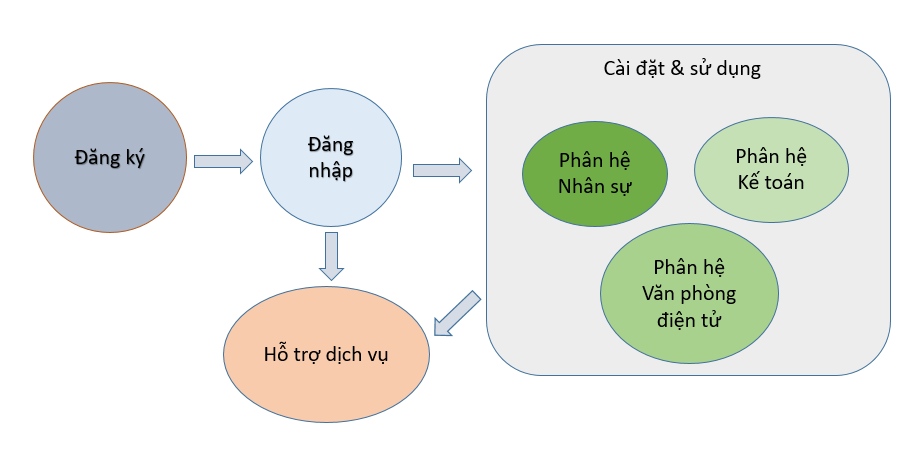 Cài đặt & sử dụng
Đăng ký
Đăng
nhập
Phân hệ
Nhân sự
Phân hệ
Kế toán
Phân hệ
Văn phòng
điện tử
Hỗ trợ dịch vụ